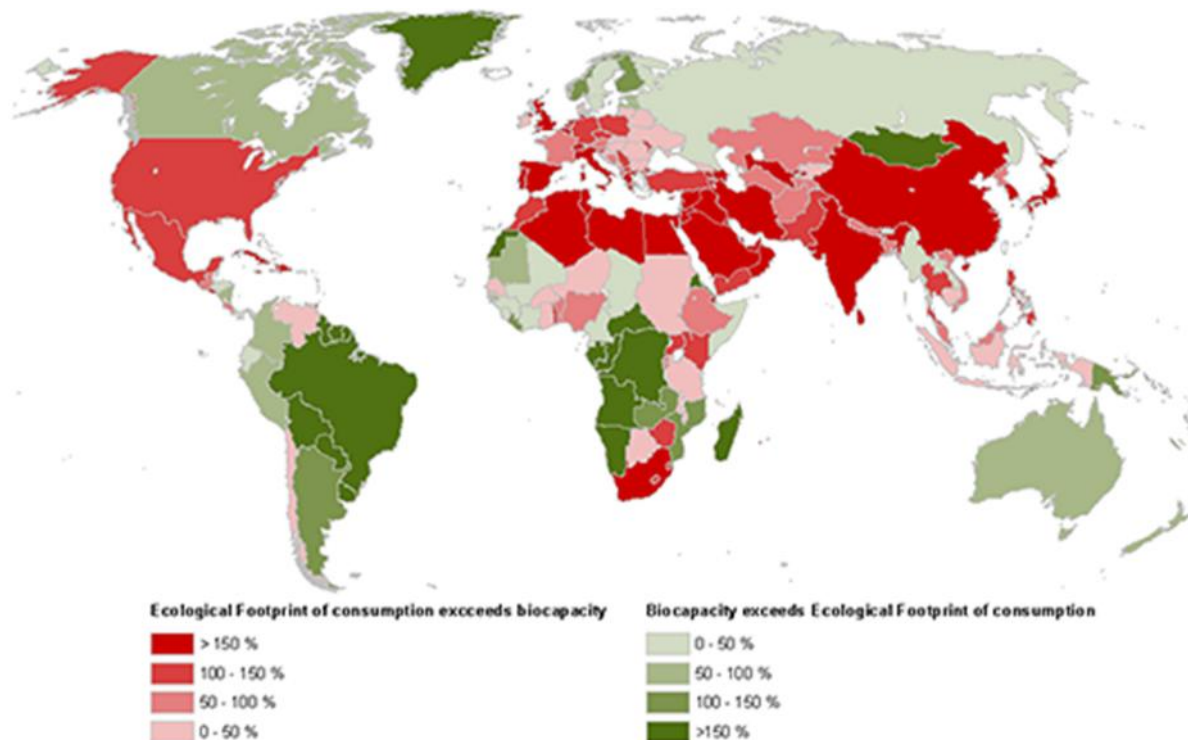 Ecological Footprint of consumption excceeds biocapacity
> 150 %
100 - 150 %
50 - 100 %
0 - 50 %
Biocapacity exceeds Ecological Footprint of consumption
0 - 50 %
50 - 100 %
100 - 150 %
>150 %